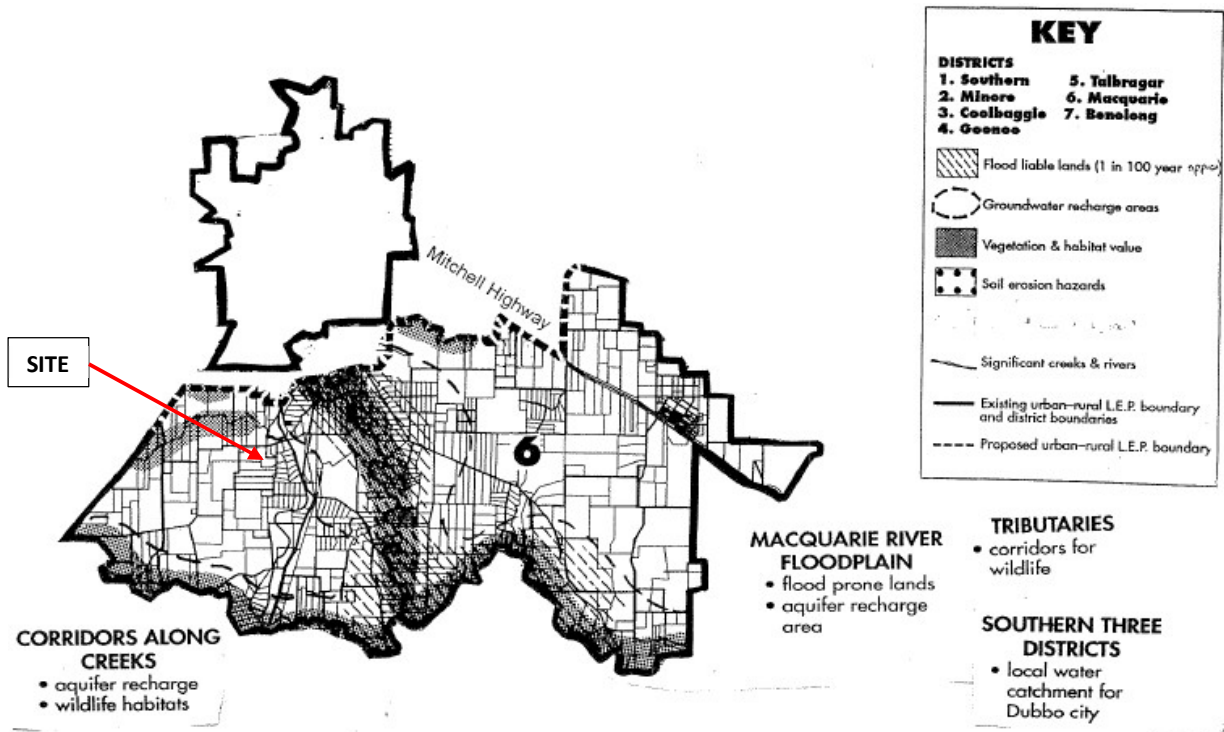 KEY
DISTRICTS
1. Southern 5. Talbragar
2. Minore 6. Macquarie
3. Coolbaggie 7. Benolong
4. Goonoo
Flood liable lands (1 in 100 year
Groundwater recharge areas
Vegetation & habitat value
Soil erosion hazards
Significant creeks & rivers
Existing urban–rural L.E.P. boundary
and district boundaries
Proposed urban–rural L.E.P. boundary
Mitchell Highway
SITE
6
MACQUARIE RIVER
FLOODPLAIN
• flood prone lands
• aquifer recharge
area
TRIBUTARIES
• corridors for
wildlife
SOUTHERN THREE
DISTRICTS
• local water
catchment for
Dubbo city
CORRIDORS ALONG
CREEKS
• aquifer recharge
• wildlife habitats